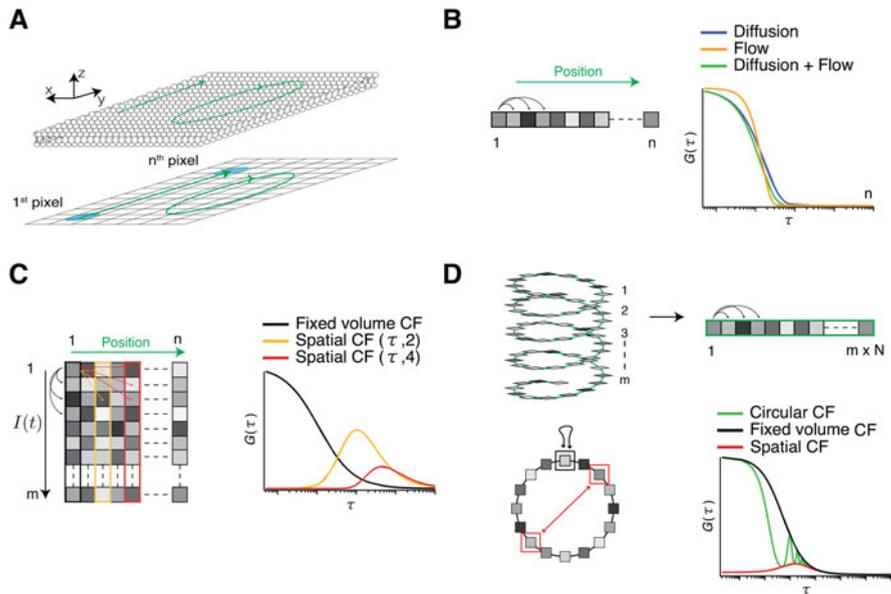 A
z
x
y
nth pixel
1st pixel
B
Position
1
n
Diffusion
Flow
Diffusion + Flow
G(τ)
n
τ
C
1
Position
n
1
I(t)
m
Fixed volume CF
Spatial CF (τ,2)
Spatial CF (τ,4)
G(τ)
τ
D
1
2
3
m
1
m x N
Circular CF
Fixed volume CF
Spatial CF
G(τ)
τ